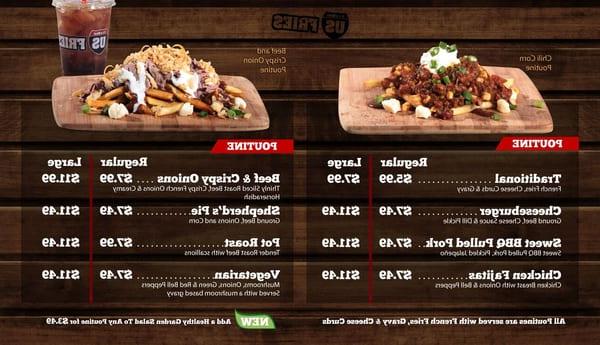 US FRIES
Chili Corn
Poutine
Beef and
Crispy Onion
Poutine
US FRIES
POUTINE
Regular Large
Traditional .......... $5.99 $7.99
French Fries, Cheese Curds & Gravy
Cheeseburger .......... $7.49 $11.49
Ground Beef, Cheese Sauce & Dill Pickle
Sweet BBQ Pulled Pork .. $7.49 $11.49
Sweet BBQ Pulled Pork, Pickled Jalapeño
Chicken Fajitas .......... $7.49 $11.49
Chicken Breast with Onions & Bell Peppers
All Poutines are served with French Fries, Gravy & Cheese Curds
POUTINE
Regular Large
Beef & Crispy Onions ..... $7.99 $11.99
Thinly Sliced Roast Beef, Crispy French Onions & Creamy
Horseradish
Shepherd's Pie .......... $7.49 $11.49
Ground Beef, Onions and Corn
Pot Roast .......... $7.49 $11.49
Tender Roast Beef with scallions
Vegetarian .......... $7.49 $11.49
Mushrooms, Onions, Green & Red Bell Peppers
Served with a mushroom based gravy
NEW Add a Healthy Garden Salad To Any Poutine for $3.49